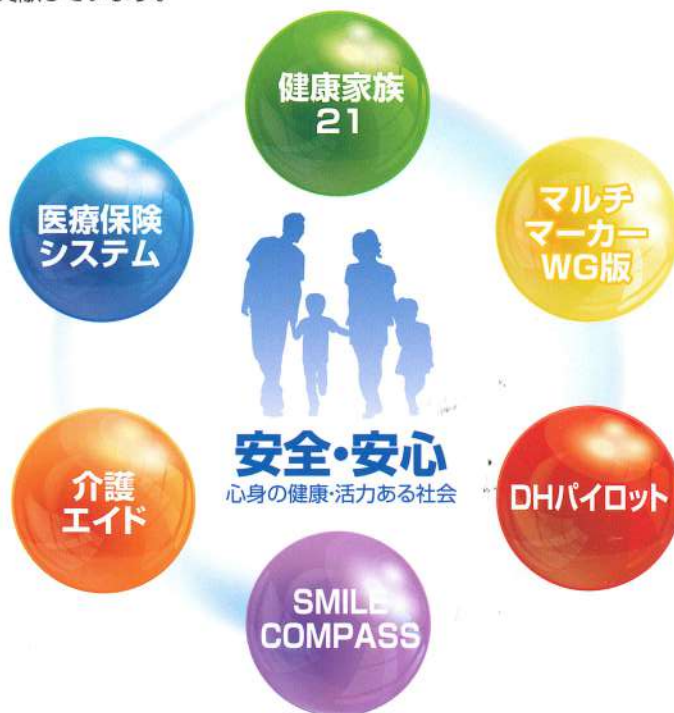 健康家族
21
マルチ
マーカー
WG版
DHパイロット
SMILE
COMPASS
介護
エイド
医療保険
システム
安全・安心
心身の健康・活力ある社会